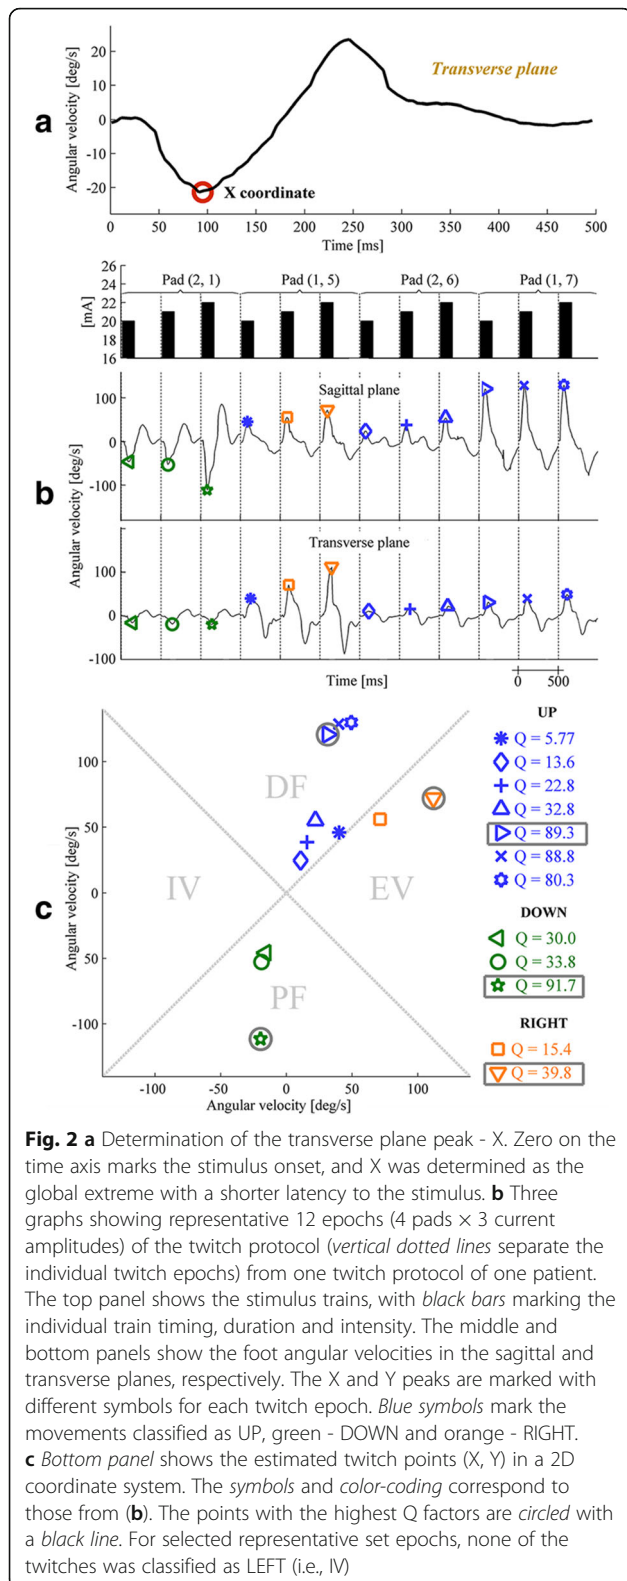 Angular velocity [deg/s]
20
10
0
-10
-20
Transverse plane
a
X coordinate
0 50 100 150 200 250 300 350 400 450 500
Time [ms]
[mA]
26
24
22
20
18
16
Pad (2, 1) Pad (1, 5) Pad (2, 6) Pad (1, 7)
b
Angular velocity [deg/s]
100
0
-100
Sagittal plane
Angular velocity [deg/s]
100
0
-100
Transverse plane
Time [ms]
0 500
c
Angular velocity [deg/s]
100
50
0
50
-100
DF
IV
EV
PF
-100 -50 0 50 100
Angular velocity [deg/s]
UP
Q = 5.77
Q = 13.6
Q = 22.8
Q = 32.8
Q = 89.3
Q = 88.8
Q = 80.3
DOWN
Q = 30.0
Q = 33.8
Q = 91.7
RIGHT
Q = 15.4
Q = 39.8
Fig. 2 a Determination of the transverse plane peak - X. Zero on the
time axis marks the stimulus onset, and X was determined as the
global extreme with a shorter latency to the stimulus. b Three
graphs showing representative 12 epochs (4 pads × 3 current
amplitudes) of the twitch protocol (vertical dotted lines separate the
individual twitch epochs) from one twitch protocol of one patient.
The top panel shows the stimulus trains, with black bars marking the
individual train timing, duration and intensity. The middle and
bottom panels show the foot angular velocities in the sagittal and
transverse planes, respectively. The X and Y peaks are marked with
different symbols for each twitch epoch. Blue symbols mark the
movements classified as UP, green - DOWN and orange - RIGHT.
c Bottom panel shows the estimated twitch points (X, Y) in a 2D
coordinate system. The symbols and color-coding correspond to
those from (b). The points with the highest Q factors are circled with
a black line. For selected representative set epochs, none of the
twitches was classified as LEFT (i.e., IV)